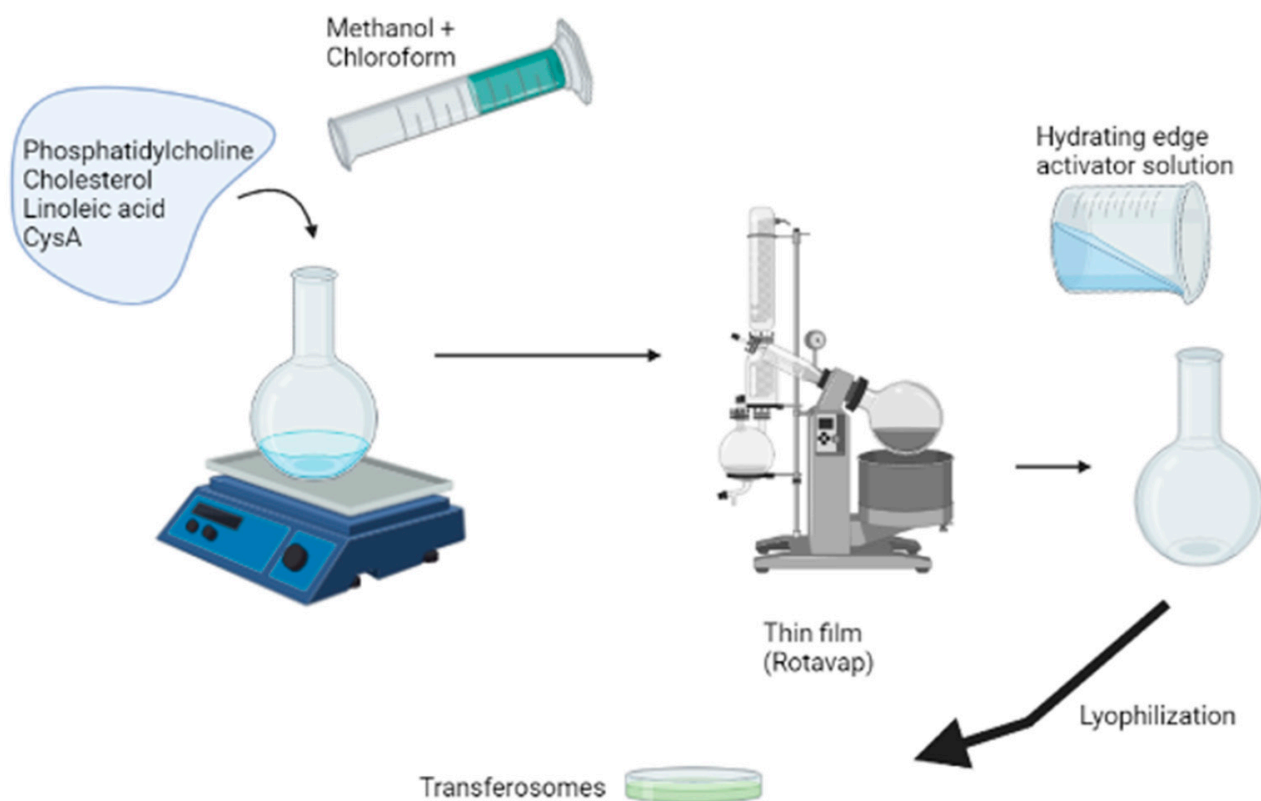 Methanol +
Chloroform
Phosphatidylcholine
Cholesterol
Linoleic acid
CysA
Hydrating edge
activator solution
Thin film
(Rotavap)
Lyophilization
Transferosomes